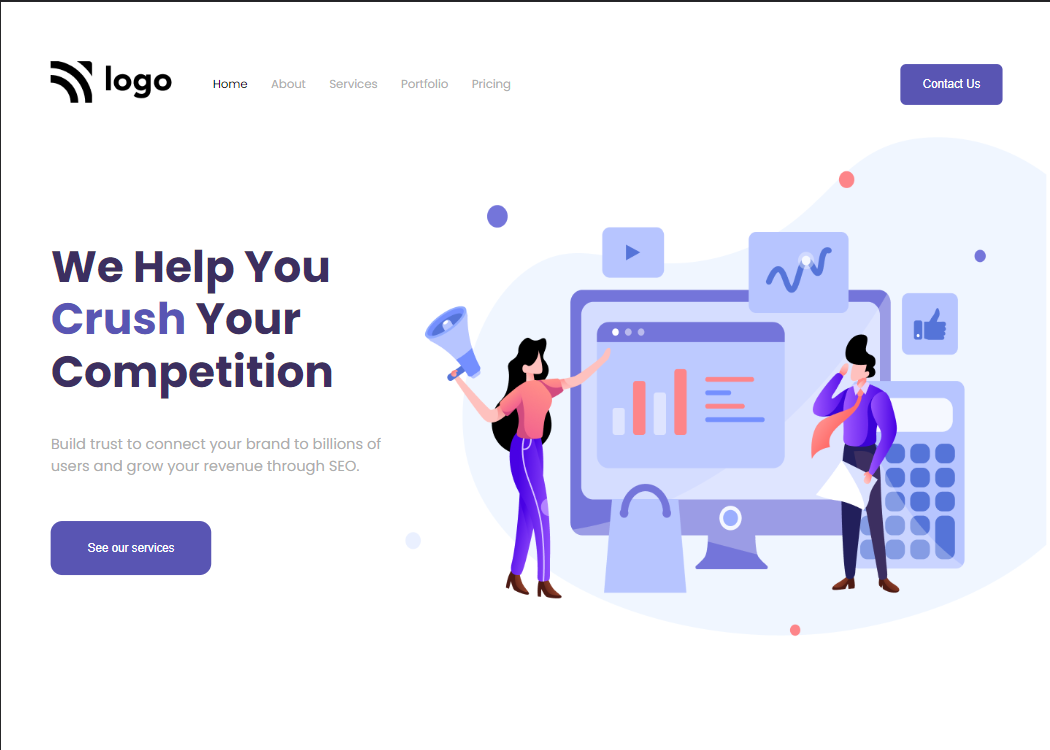 logo
Home About Services Portfolio Pricing
Contact Us
We Help You
Crush Your
Competition
Build trust to connect your brand to billions of
users and grow your revenue through SEO.
See our services